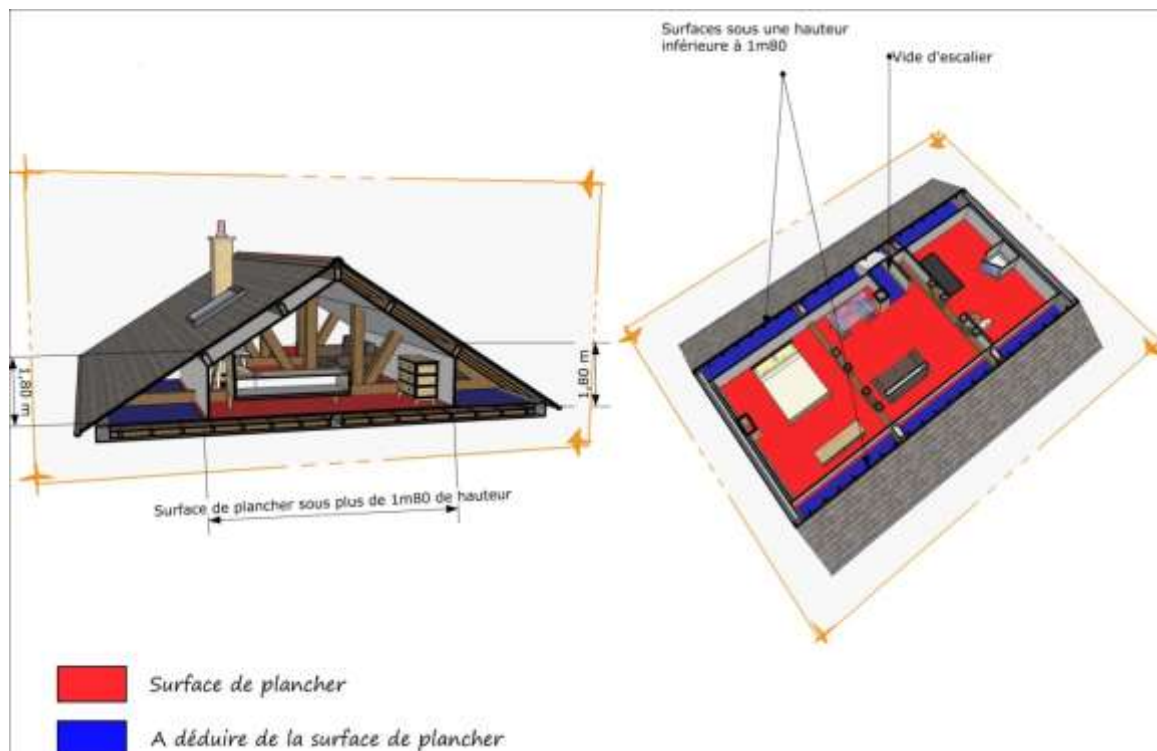 Surfaces sous une hauteur
inférieure à 1m80
Vide d'escalier
1,80 m
1,80 m
Surface de plancher sous plus de 1m80 de hauteur
Surface de plancher
A déduire de la surface de plancher